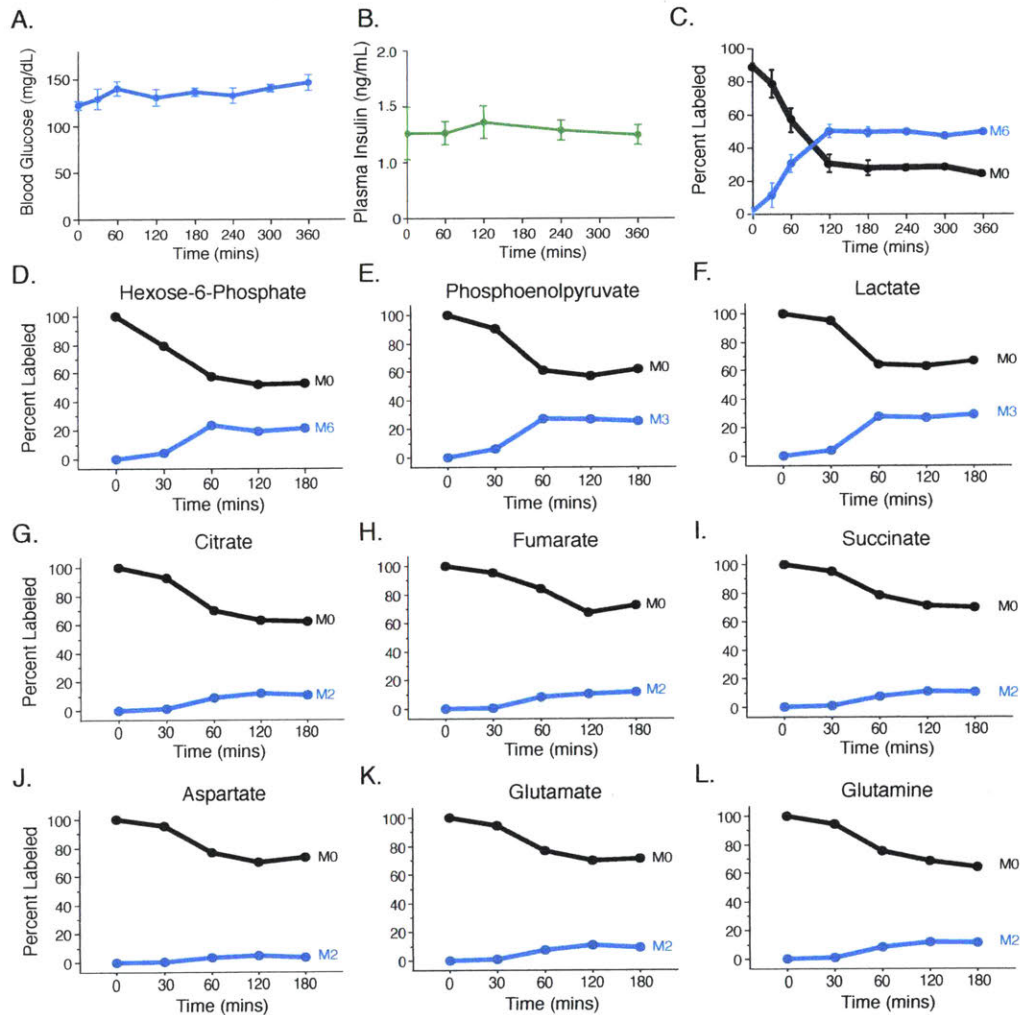 A.
Blood Glucose (mg/dL)
150
100
50
0
0 60 120 180 240 300 360
Time (mins)
B.
Plasma Insulin (ng/mL)
2.0
1.5
1.0
0
0 60 120 180 240 300 360
Time (mins)
C.
Percent Labeled
100
80
60
40
20
0
M6
M0
0 60 120 180 240 300 360
Time (mins)
D.
Hexose-6-Phosphate
Percent Labeled
100
80
60
40
20
0
M0
M6
0 30 60 120 180
Time (mins)
E.
Phosphoenolpyruvate
100
80
60
40
20
0
M0
M3
0 30 60 120 180
Time (mins)
F.
Lactate
100
80
60
40
20
0
M0
M3
0 30 60 120 180
Time (mins)
G.
Citrate
Percent Labeled
100
80
60
40
20
0
M0
M2
0 30 60 120 180
Time (mins)
H.
Fumarate
100
80
60
40
20
0
M0
M2
0 30 60 120 180
Time (mins)
I.
Succinate
100
80
60
40
20
0
M0
M2
0 30 60 120 180
Time (mins)
J.
Aspartate
Percent Labeled
100
80
60
40
20
0
M0
M2
0 30 60 120 180
Time (mins)
K.
Glutamate
100
80
60
40
20
0
M0
M2
0 30 60 120 180
Time (mins)
L.
Glutamine
100
80
60
40
20
0
M0
M2
0 30 60 120 180
Time (mins)